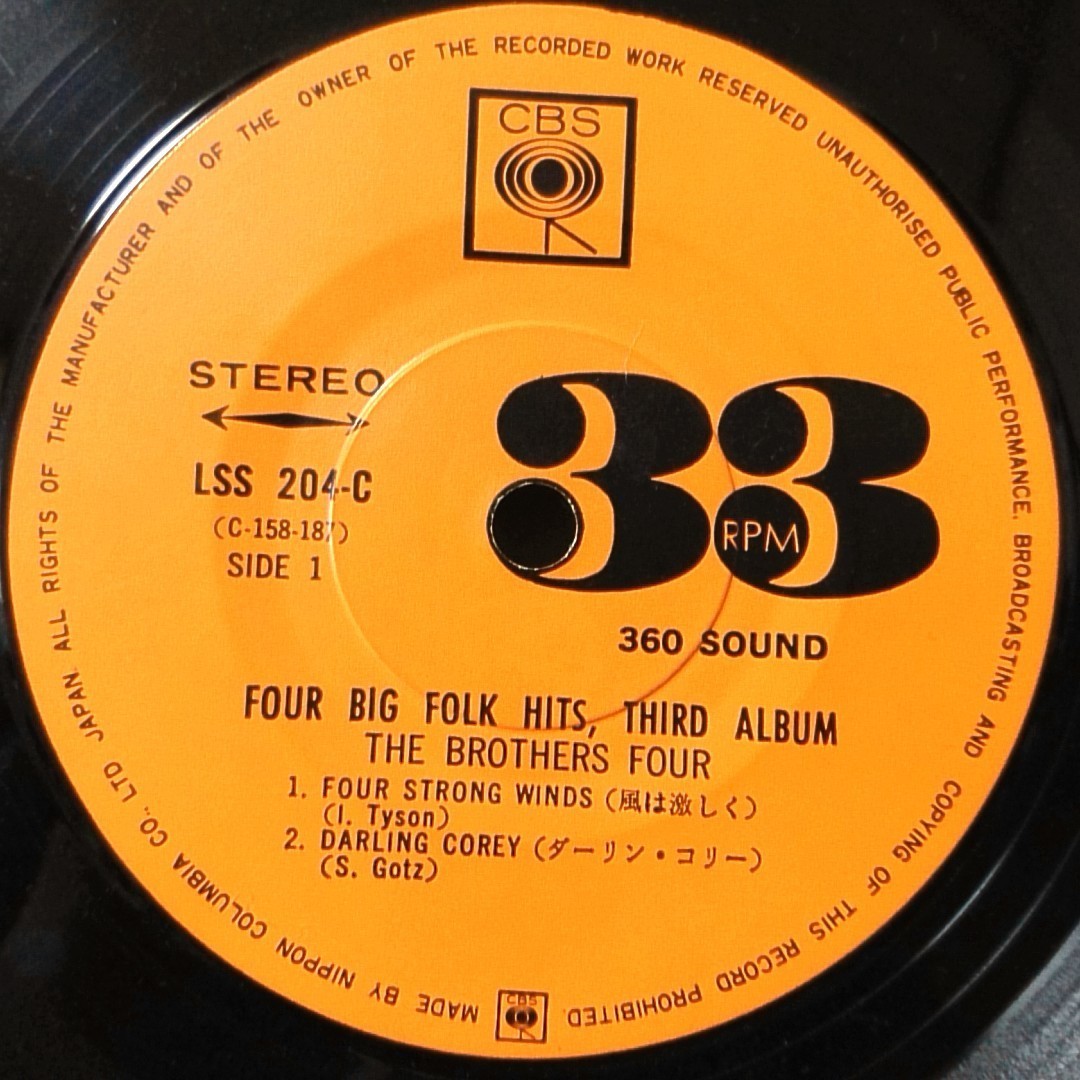 CBS
STEREO
LSS 204-C
(C-158-187)
SIDE 1
33
RPM
360 SOUND
FOUR BIG FOLK HITS, THIRD ALBUM
THE BROTHERS FOUR
1. FOUR STRONG WINDS (風は激しく)
(I. Tyson)
2. DARLING COREY (ダーリン・コリー)
(S. Gotz)
MADE BY NIPPON COLUMBIA CO., LTD. JAPAN. ALL RIGHTS OF THE MANUFACTURER AND OF THE OWNER OF THE RECORDED WORK RESERVED UNAUTHORISED PUBLIC PERFORMANCE, BROADCASTING AND COPYING OF THIS RECORD PROHIBITED.
CBS